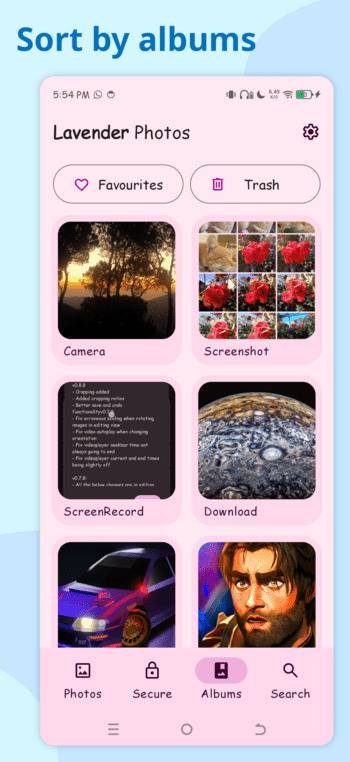 Sort by albums
5:54 PM
6.49
K/S
Lavender Photos
Favourites
Trash
Camera
Screenshot
v0.8.8
- Cropping added
- Added cropping ratios
- Better save and undo
- Fix erroneous scaling when rotating
images in editing view
- Fix video autoplay when changing
orientation
- Fix videoplayer seekbar time not
always going to end
- Fix videoplayer current and end times
being slightly off
v0.7.8:
- All the below changes are in editing
ScreenRecord
Download
Photos
Secure
Albums
Search